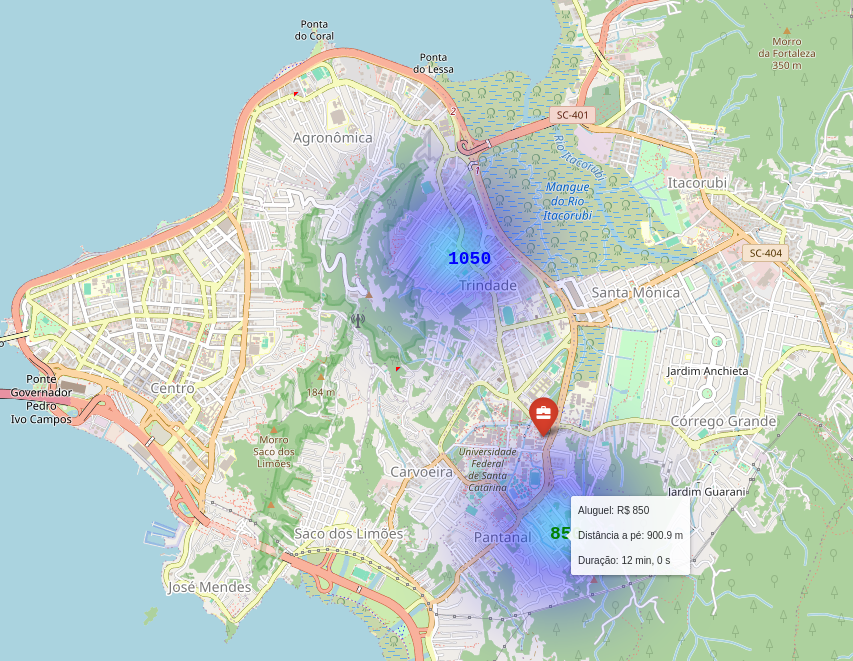 Ponta
do Coral
Ponta
do Lessa
Morro
da Fortaleza
350 m
2
SC-401
Agronômica
Rio Itacorubi
1
Itacorubi
Mangue
do Rio
Itacorubi
1050
SC-404
Trindade
Santa Mônica
Ponte
Governador
Pedro
Ivo Campos
Centro
184 m
Jardim Anchieta
Morro
Saco dos
Limões
Córrego Grande
Universidade
Federal
de Santa
Catarina
Carvoeira
Jardim Guarani
Saco dos Limões
Pantanal
85
Aluguel: R$ 850
Distância a pé: 900.9 m
Duração: 12 min, 0 s
José Mendes